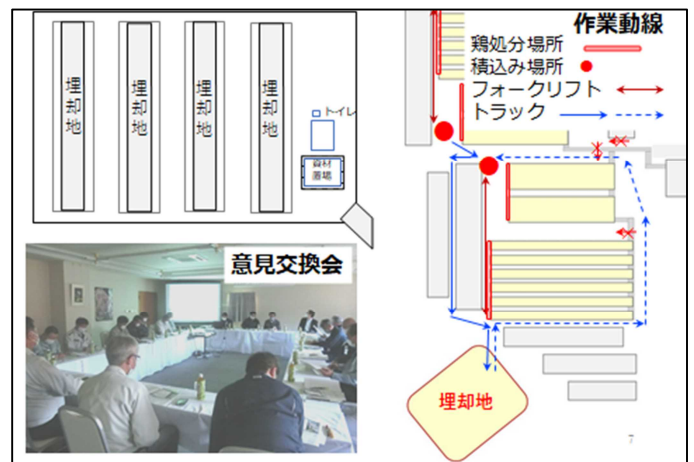 埋却地
埋却地
埋却地
埋却地
トイレ
資材
置場
意見交換会
作業動線
鶏処分場所
積込み場所
フォークリフト
トラック
埋却地
7